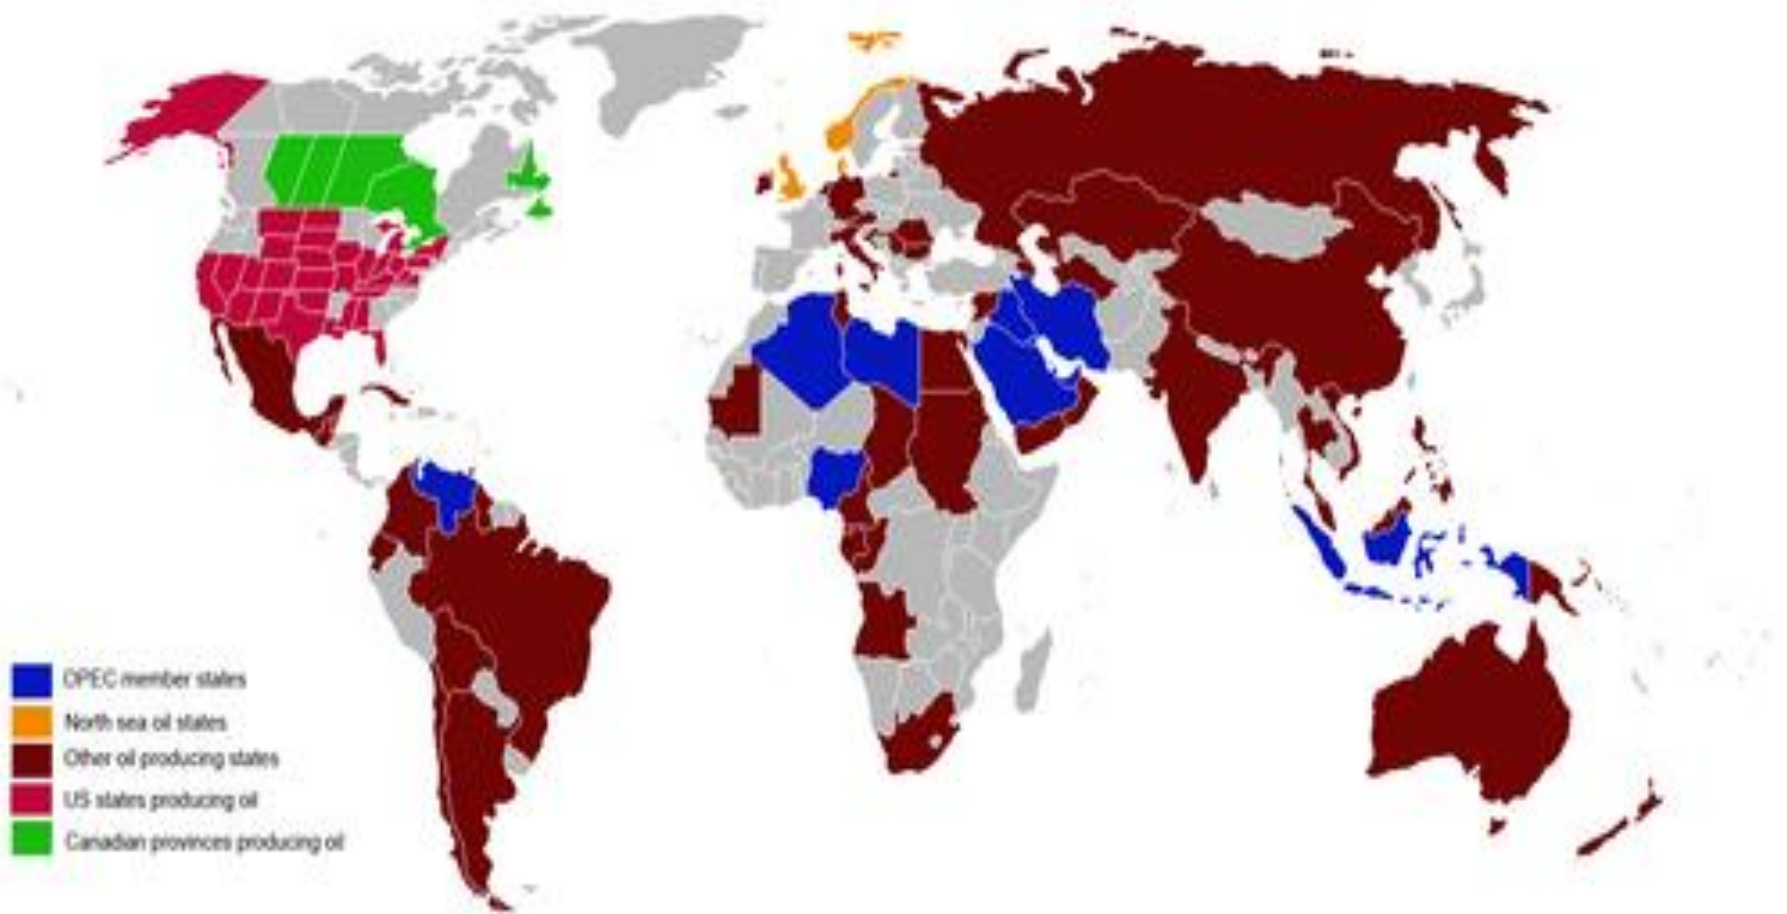 OPEC member states
North sea oil states
Other oil producing states
US states producing oil
Canadian provinces producing oil